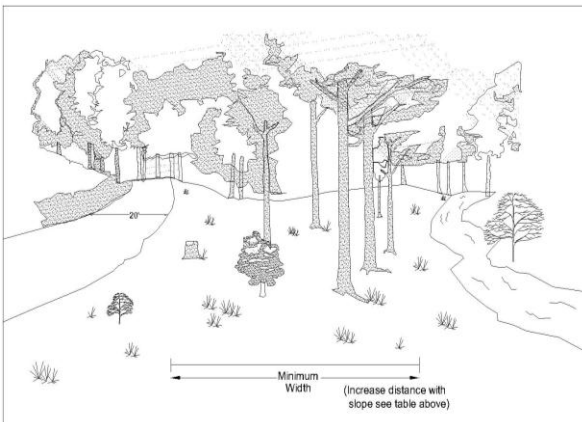 20'
Minimum
Width
(Increase distance with
slope see table above)